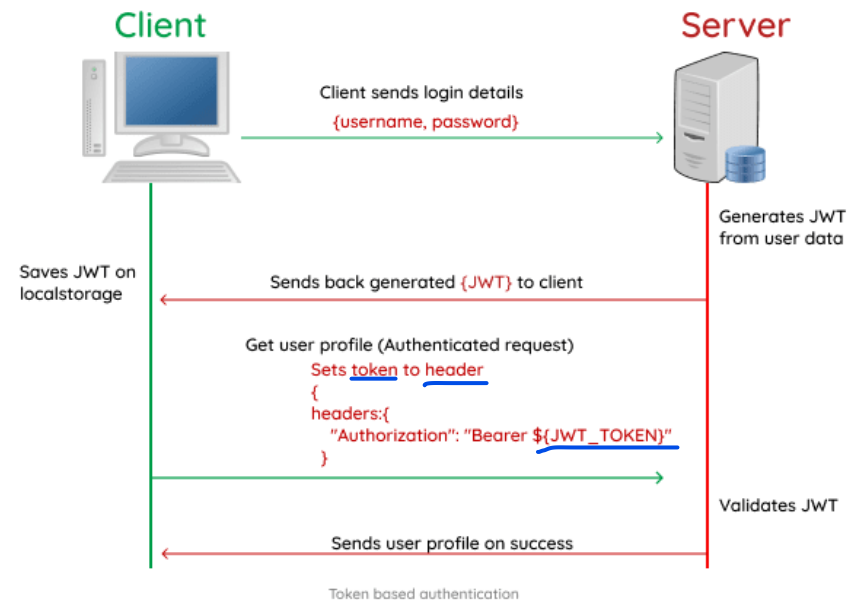 Client
Server
Client sends login details
{username, password}
Generates JWT
from user data
Saves JWT on
localstorage
Sends back generated {JWT} to client
Get user profile (Authenticated request)
Sets token to header
{
headers:{
"Authorization": "Bearer ${JWT_TOKEN}"
}
Validates JWT
Sends user profile on success
Token based authentication